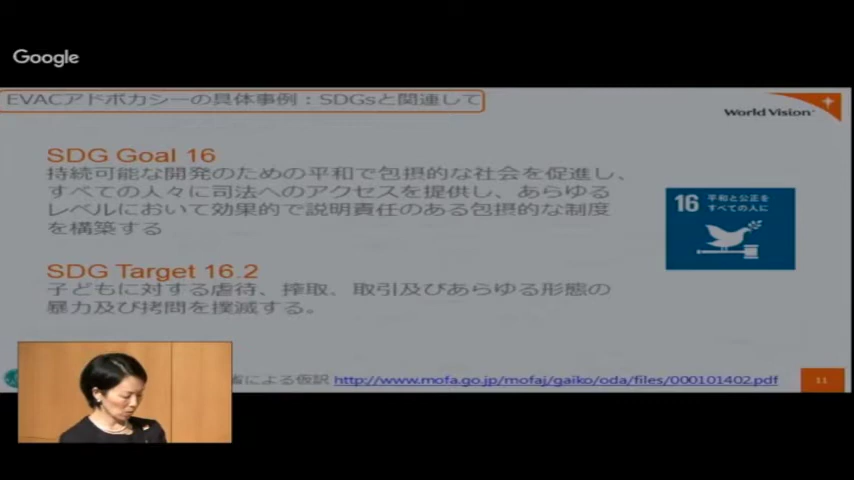 Google
EVACアドボカシーの具体事例：SDGsと関連して
World Vision
SDG Goal 16
持続可能な開発のための平和で包摂的な社会を促進し、
すべての人々に司法へのアクセスを提供し、あらゆる
レベルにおいて効果的で説明責任のある包摂的な制度
を構築する
16 平和と公正を
すべての人に
SDG Target 16.2
子どもに対する虐待、搾取、取引及びあらゆる形態の
暴力及び拷問を撲滅する。
による仮訳 http://www.mofa.go.jp/mofaj/gaiko/oda/files/000101402.pdf
11